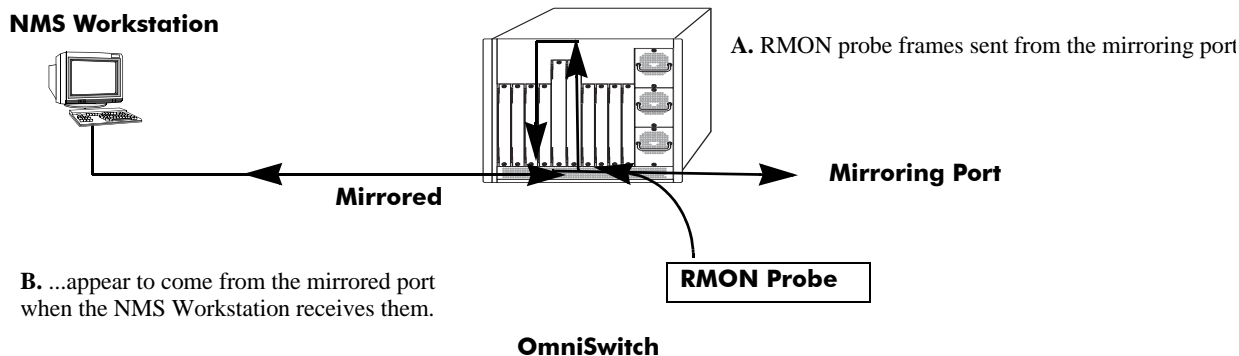 NMS Workstation
A. RMON probe frames sent from the mirroring port
Mirroring Port
Mirrored
RMON Probe
B. ...appear to come from the mirrored port
when the NMS Workstation receives them.
OmniSwitch